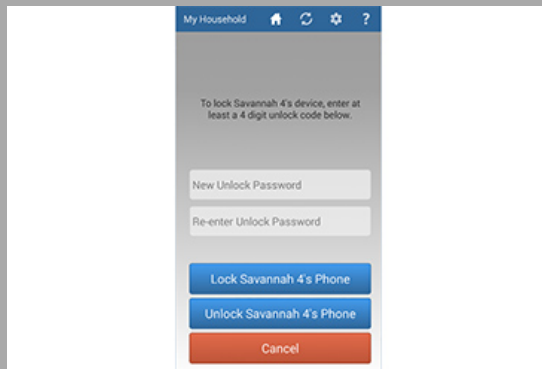 My Household ?
To lock Savannah 4's device, enter at
least a 4 digit unlock code below.
New Unlock Password
Re-enter Unlock Password
Lock Savannah 4's Phone
Unlock Savannah 4's Phone
Cancel